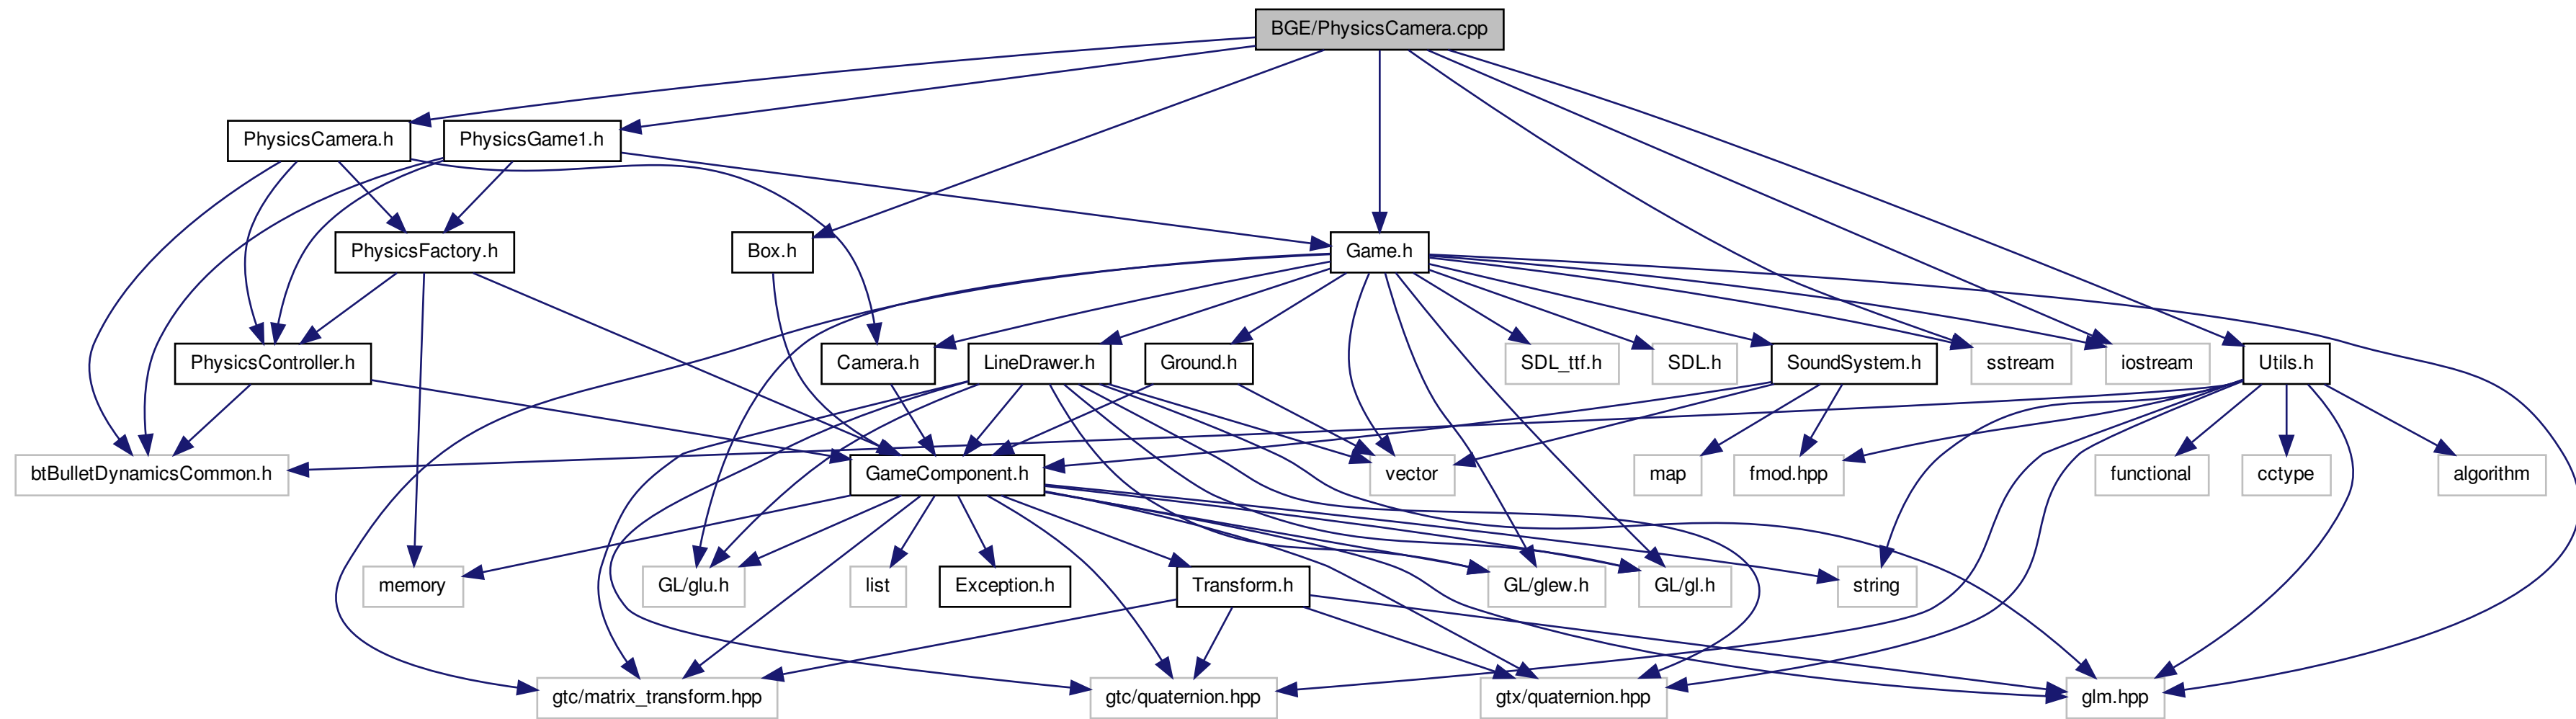 BGE/PhysicsCamera.cpp
PhysicsCamera.h
PhysicsGame1.h
PhysicsFactory.h
Box.h
Game.h
PhysicsController.h
Camera.h
LineDrawer.h
Ground.h
SDL_ttf.h
SDL.h
SoundSystem.h
sstream
iostream
Utils.h
btBulletDynamicsCommon.h
GameComponent.h
vector
map
fmod.hpp
functional
cctype
algorithm
memory
GL/glu.h
list
Exception.h
Transform.h
GL/glew.h
GL/gl.h
string
gtc/matrix_transform.hpp
gtc/quaternion.hpp
gtx/quaternion.hpp
glm.hpp